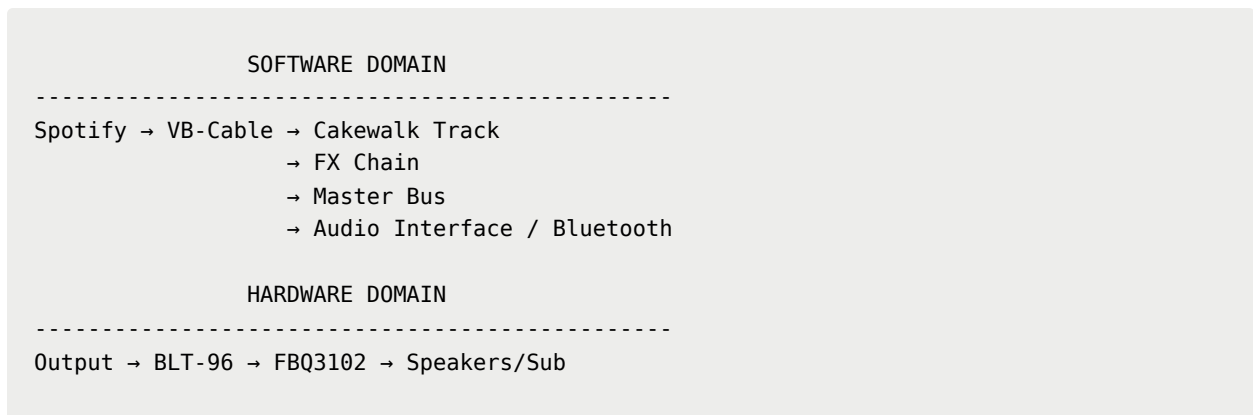 SOFTWARE DOMAIN
------------------------------------------------
Spotify → VB-Cable → Cakewalk Track
→ FX Chain
→ Master Bus
→ Audio Interface / Bluetooth
HARDWARE DOMAIN
------------------------------------------------
Output → BLT-96 → FBQ3102 → Speakers/Sub